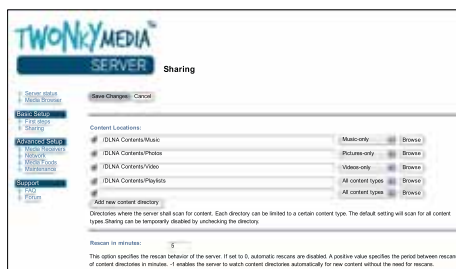 TWONKYMEDIA
SERVER
Sharing
Server status
Media Browser
Save Changes Cancel
Basic Setup
First steps
Sharing
Content Locations:
/DLNA Contents/Music Music-only Browse
Advanced Setup
Media Receivers
Network
Media Feeds
Maintenance
/DLNA Contents/Photos Pictures-only Browse
/DLNA Contents/Video Videos-only Browse
/DLNA Contents/Playlists All content types Browse
All content types Browse
Support
FAQ
Forum
Add new content directory
Directories where the server shall scan for content. Each directory can be limited to a certain content type. The default setting will scan for all content
types Sharing can be temporarily disabled by unchecking the directory.
Rescan in minutes: 5
This option specifies the rescan behavior of the server. If set to 0, automatic rescans are disabled. A positive value specifies the period between rescans
of content directories in minutes. -1 enables the server to watch content directories automatically for new content without the need for rescans.